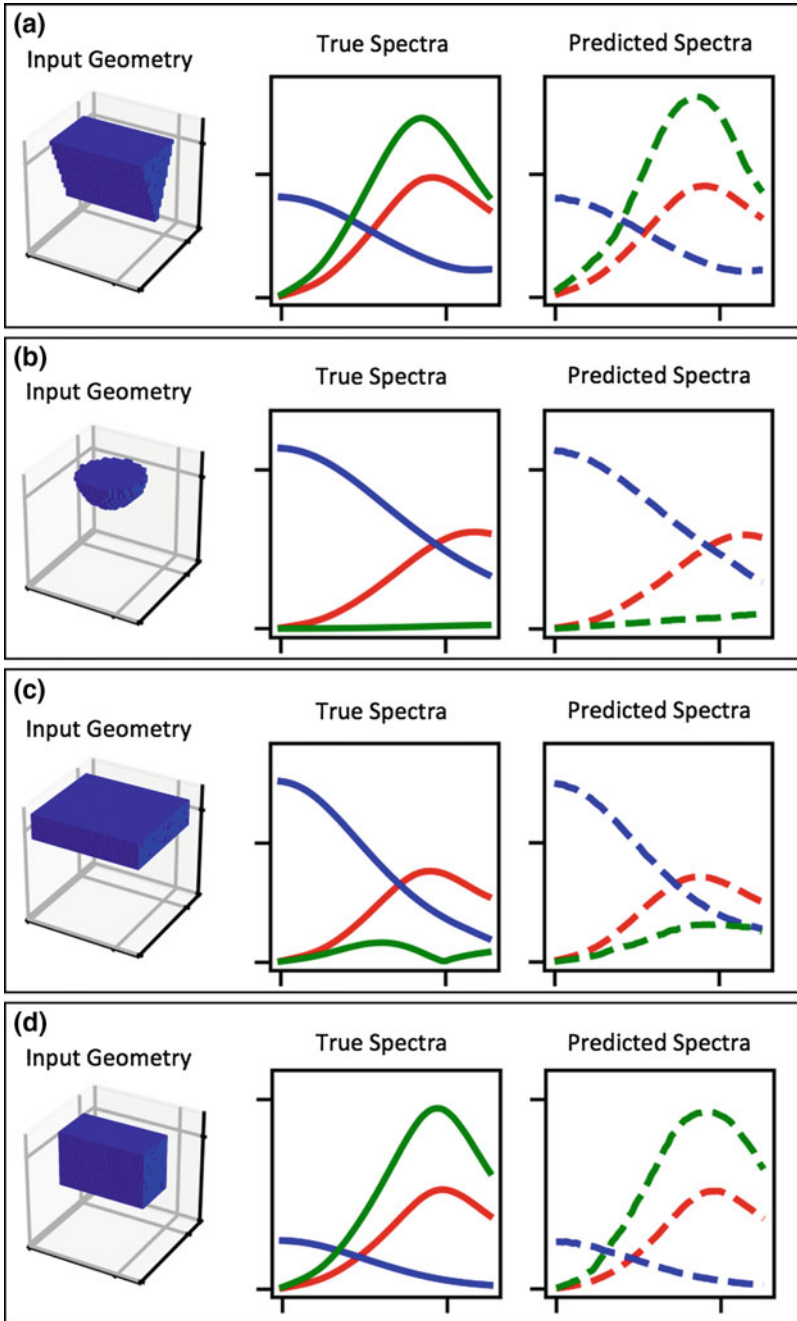 (a)
Input Geometry
True Spectra
Predicted Spectra
(b)
Input Geometry
True Spectra
Predicted Spectra
(c)
Input Geometry
True Spectra
Predicted Spectra
(d)
Input Geometry
True Spectra
Predicted Spectra